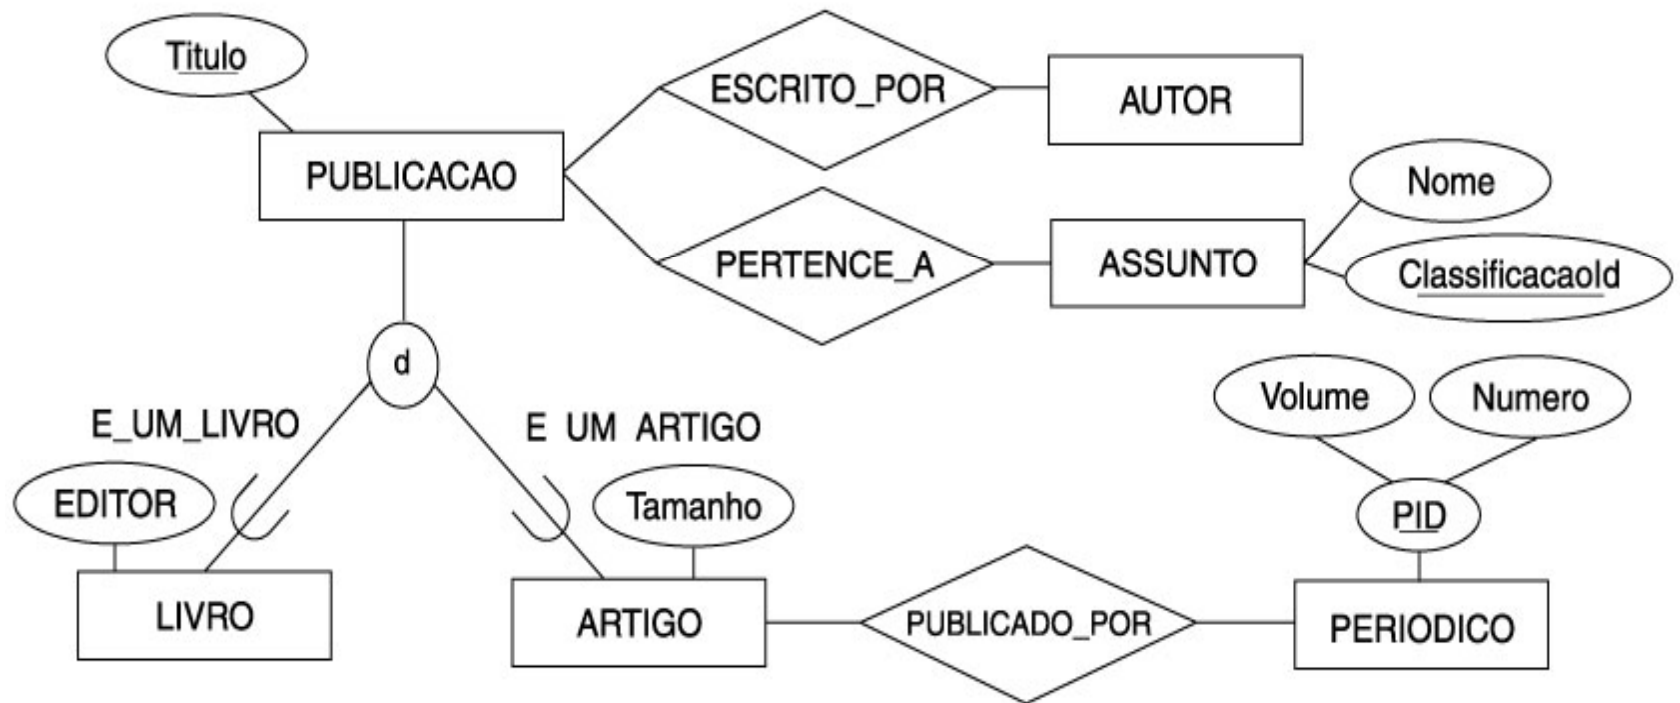 Titulo
ESCRITO_POR
AUTOR
PUBLICACAO
Nome
PERTENCE_A
ASSUNTO
ClassificacaoId
d
Volume
Numero
E_UM_LIVRO
E UM ARTIGO
EDITOR
Tamanho
PID
LIVRO
ARTIGO
PUBLICADO_POR
PERIODICO